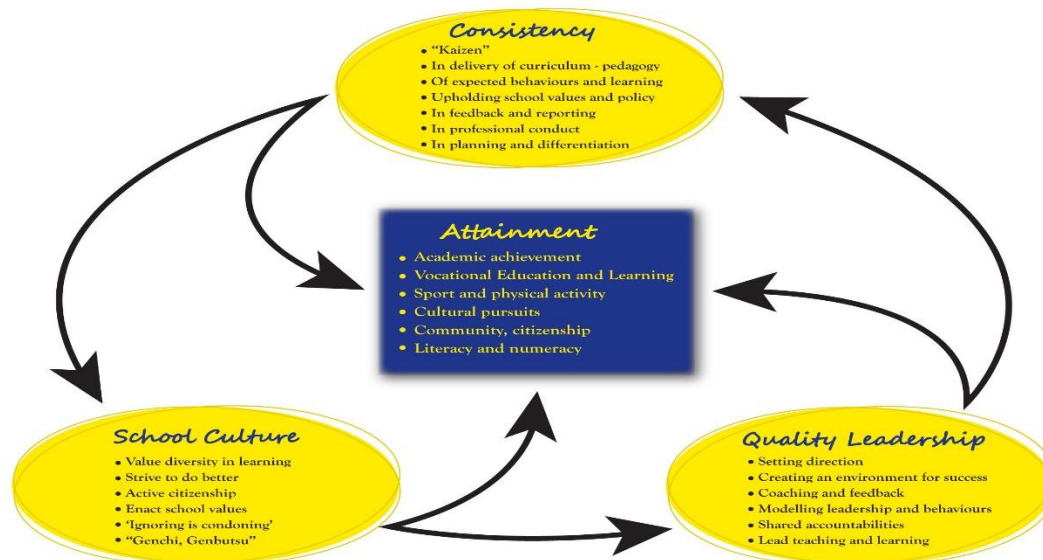 Consistency
• "Kaizen"
• In delivery of curriculum - pedagogy
• Of expected behaviours and learning
• Upholding school values and policy
• In feedback and reporting
• In professional conduct
• In planning and differentiation
Attainment
• Academic achievement
• Vocational Education and Learning
• Sport and physical activity
• Cultural pursuits
• Community, citizenship
• Literacy and numeracy
School Culture
• Value diversity in learning
• Strive to do better
• Active citizenship
• Enact school values
• 'Ignoring is condoning'
• "Genchi, Genbutsu"
Quality Leadership
• Setting direction
• Creating an environment for success
• Coaching and feedback
• Modelling leadership and behaviours
• Shared accountabilities
• Lead teaching and learning